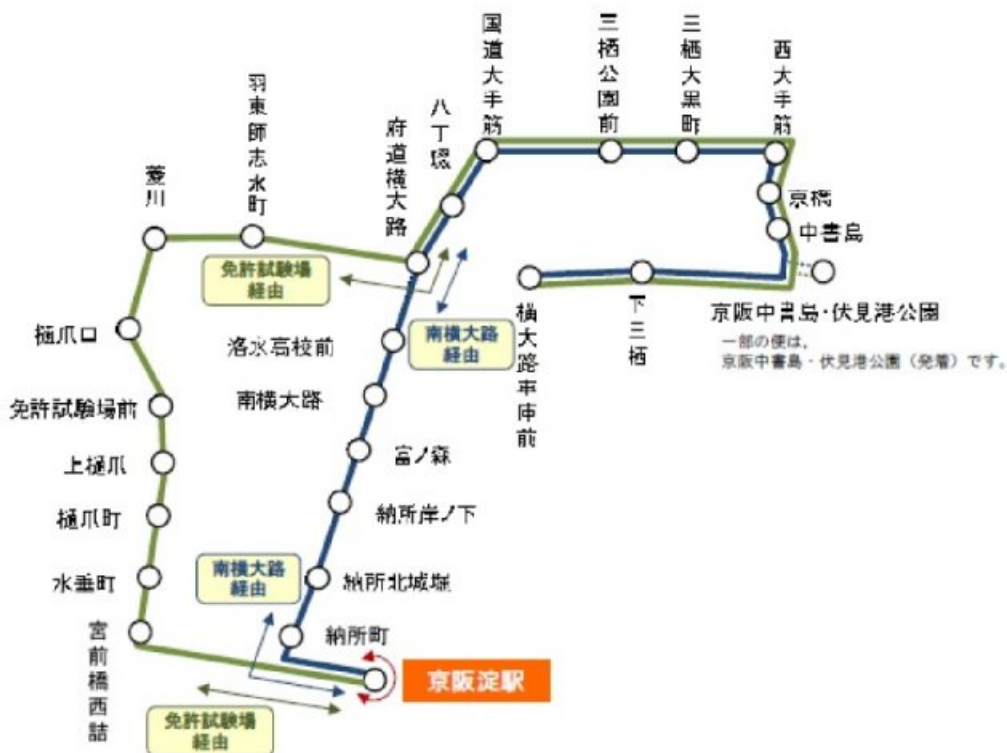 国道大手筋
三栖公園前
三栖大黒町
西大手筋
八丁畷
府道横大路
羽束師志水町
菱川
京橋
中書島
免許試験場
経由
京阪中書島・伏見港公園
一部の便は、
京阪中書島・伏見港公園（発着）です。
下三栖
横大路車庫前
南横大路
経由
樋爪口
洛水高校前
免許試験場前
南横大路
上樋爪
富ノ森
樋爪町
納所岸ノ下
水垂町
南横大路
経由
納所北城堀
宮前橋西詰
納所町
京阪淀駅
免許試験場
経由